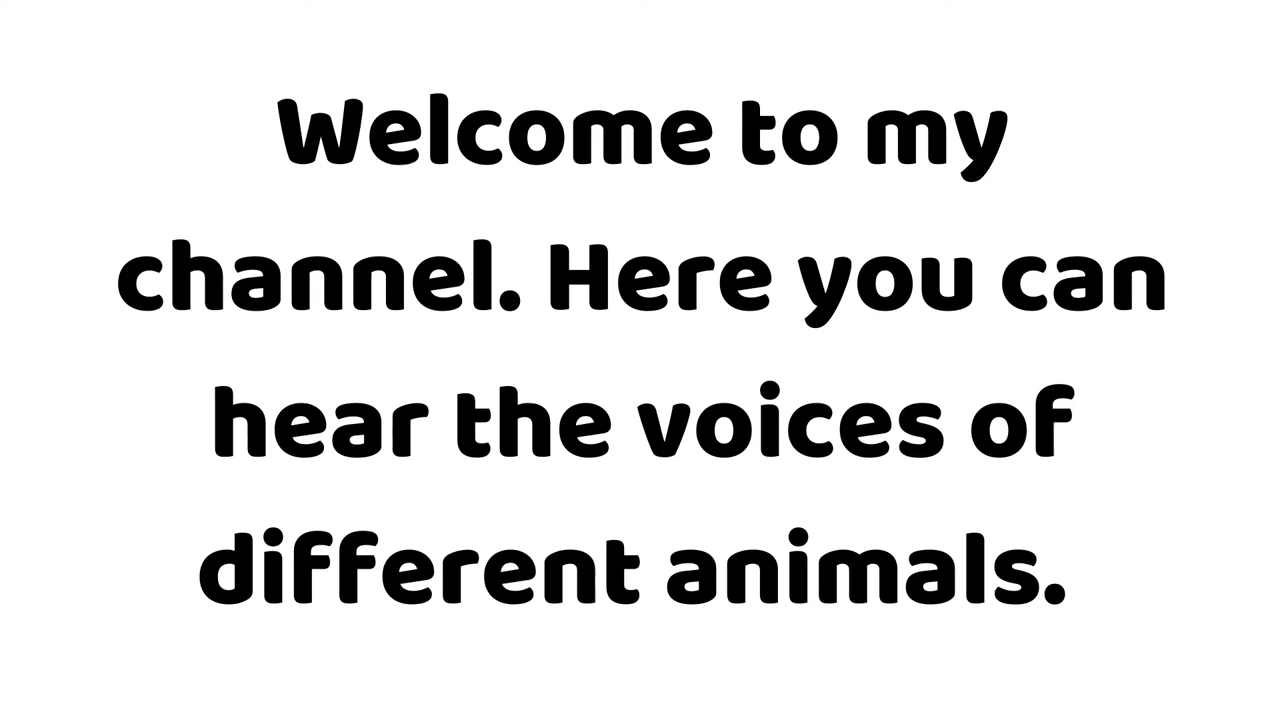 Welcome to my
channel. Here you can
hear the voices of
different animals.